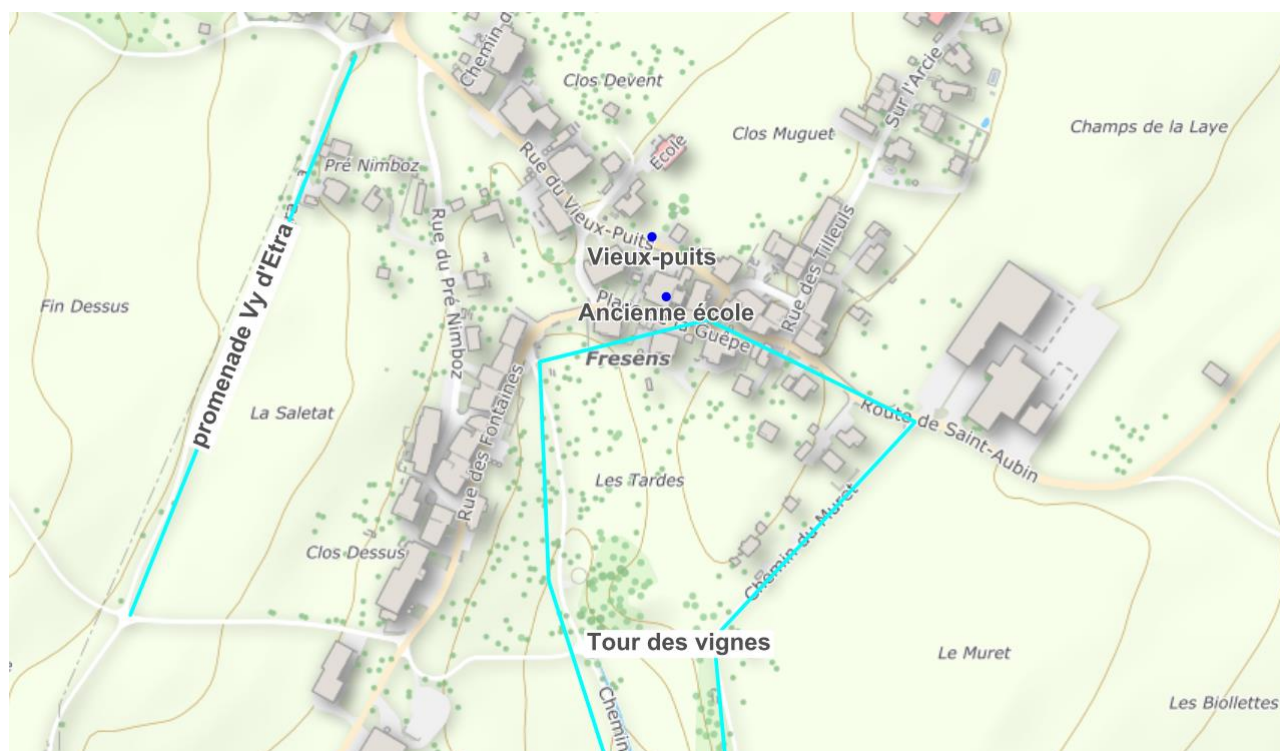 Chemin d
Clos Devent
Sur l'Arcie
Clos Muguet
Champs de la Laye
Ecole
Pré Nimboz
Rue du Vieux-Puits
Rue du Pré Nimboz
promenade Vy d'Etra
Vieux-puits
Rue des Tilleuls
Fin Dessus
Ancienne école
Guêpe
Fresens
La Saletat
Rue des Fontaines
Route de Saint-Aubin
Les Tardes
Chemin du Muret
Clos Dessus
Tour des vignes
Le Muret
Chemin
Les Biollettes